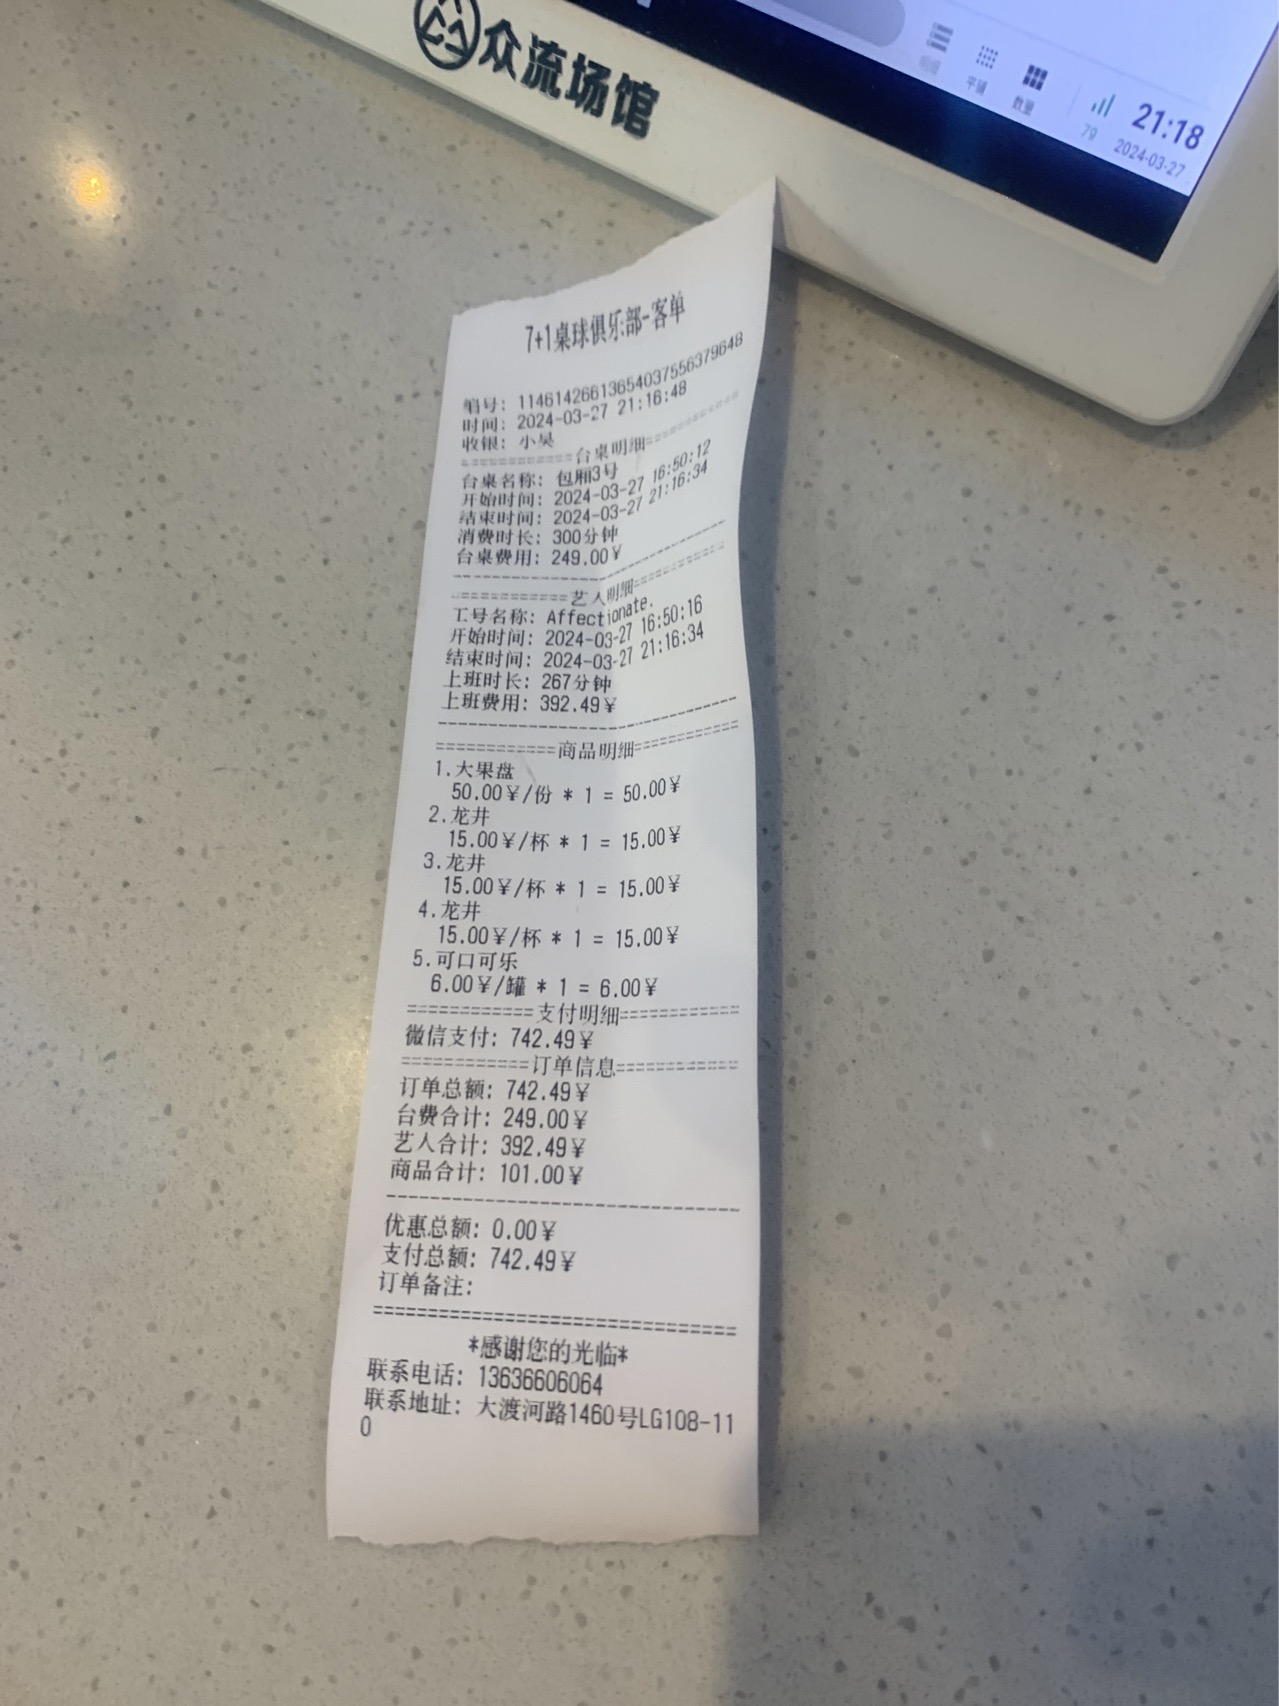 众流场馆
明细
平铺
数量
79
21:18
2024-03-27
7+1桌球俱乐部-客单
编号: 11461426613654037556379648
时间: 2024-03-27 21:16:48
收银: 小吴
============台桌明细============
台桌名称: 包厢3号
开始时间: 2024-03-27 16:50:12
结束时间: 2024-03-27 21:16:34
消费时长: 300分钟
台桌费用: 249.00¥
--------------------------------
============艺人明细============
工号名称: Affectionate.
开始时间: 2024-03-27 16:50:16
结束时间: 2024-03-27 21:16:34
上班时长: 267分钟
上班费用: 392.49¥
--------------------------------
============商品明细============
1.大果盘
50.00¥/份 * 1 = 50.00¥
2.龙井
15.00¥/杯 * 1 = 15.00¥
3.龙井
15.00¥/杯 * 1 = 15.00¥
4.龙井
15.00¥/杯 * 1 = 15.00¥
5.可口可乐
6.00¥/罐 * 1 = 6.00¥
============支付明细============
微信支付: 742.49¥
============订单信息============
订单总额: 742.49¥
台费合计: 249.00¥
艺人合计: 392.49¥
商品合计: 101.00¥
--------------------------------
优惠总额: 0.00¥
支付总额: 742.49¥
订单备注:
================================
*感谢您的光临*
联系电话: 13636606064
联系地址: 大渡河路1460号LG108-11
0